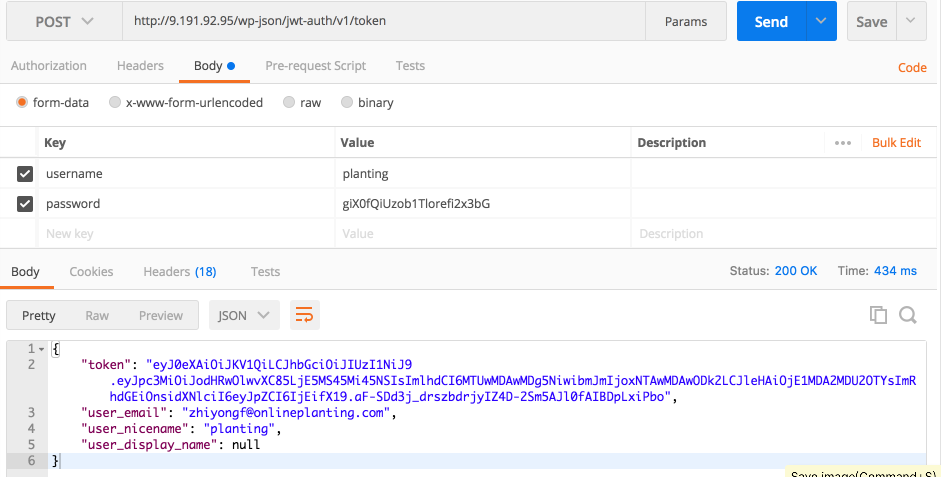 POST http://9.191.92.95/wp-json/jwt-auth/v1/token Params Send Save
Authorization Headers Body Pre-request Script Tests Code
form-data x-www-form-urlencoded raw binary
Key Value Description Bulk Edit
username planting
password giX0fQiUzob1Tlorefi2x3bG
New key Value Description
Body Cookies Headers (18) Tests Status: 200 OK Time: 434 ms
Pretty Raw Preview JSON
1 {
2 "token": "eyJ0eXAiOiJKV1QiLCJhbGciOiJIUzI1NiJ9
.eyJpc3MiOiJodHRwOlwvXC85LjE5MS45Mi45NSIsImlhdCI6MTUwMDAwMDg5NiwibmJmIjoxNTAwMDAwODk2LCJleHAiOjE1MDA2MDU2OTYsImR
hdGEiOnsidXNlciI6eyJpZCI6IjEifX19.aF-SDd3j_drszbdrjyIZ4D-2Sm5AJl0fAIBDpLxiPbo",
3 "user_email": "zhiyongf@onlineplanting.com",
4 "user_nicename": "planting",
5 "user_display_name": null
6 }
Save image(Command+S)